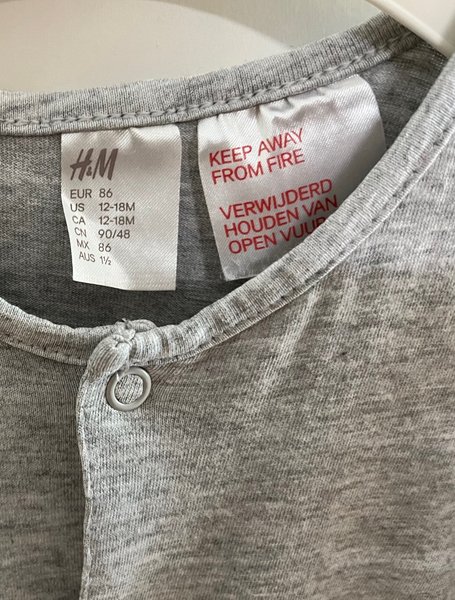 H&M
EUR 86
US 12-18M
CA 12-18M
CN 90/48
MX 86
AUS 1½
KEEP AWAY
FROM FIRE
VERWIJDERD
HOUDEN VAN
OPEN VUUR